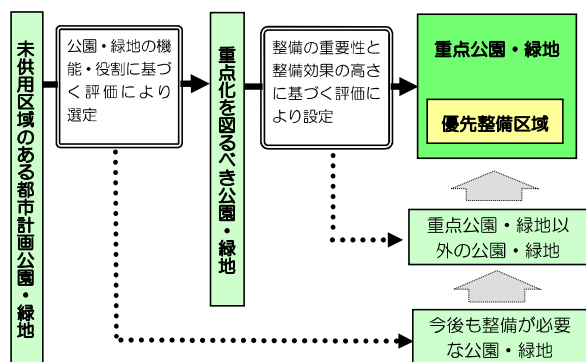 未供用区域のある都市計画公園・緑地
公園・緑地の機
能・役割に基づ
く評価により
選定
重点化を図るべき公園・緑地
整備の重要性と
整備効果の高さ
に基づく評価に
より設定
重点公園・緑地
優先整備区域
重点公園・緑地以
外の公園・緑地
今後も整備が必要
な公園・緑地